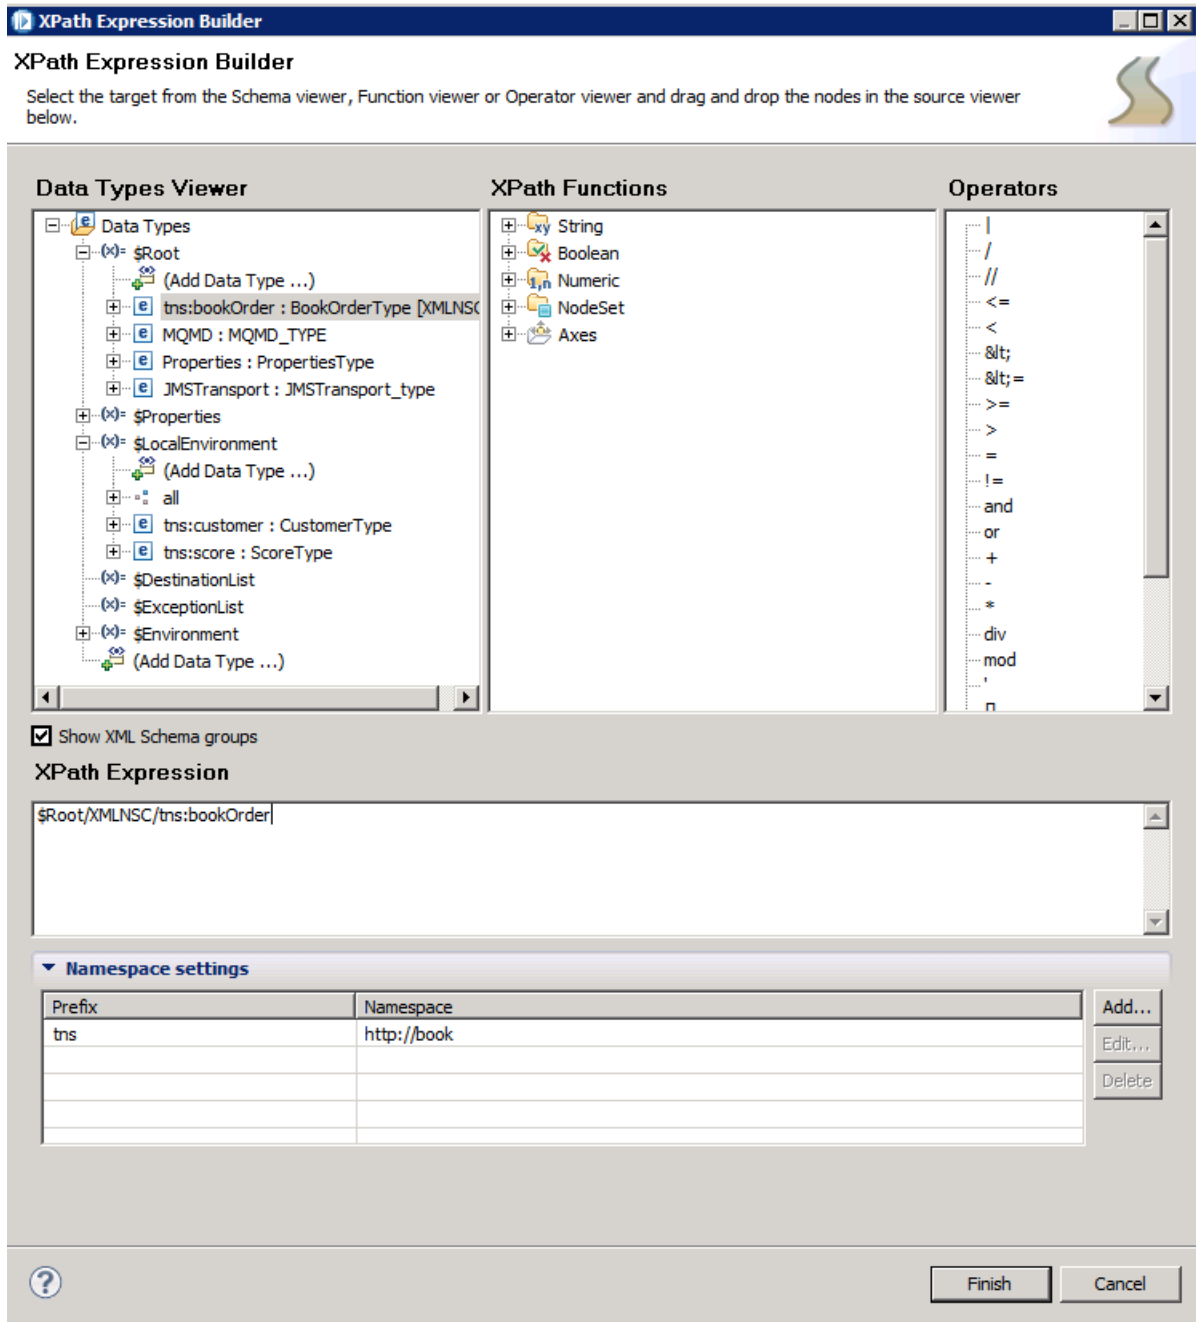 XPath Expression Builder
XPath Expression Builder
Select the target from the Schema viewer, Function viewer or Operator viewer and drag and drop the nodes in the source viewer
below.
Data Types Viewer
Data Types
(x)= $Root
(Add Data Type ...)
tns:bookOrder : BookOrderType [XMLNSC
MQMD : MQMD_TYPE
Properties : PropertiesType
JMSTransport : JMSTransport_type
(x)= $Properties
(x)= $LocalEnvironment
(Add Data Type ...)
all
tns:customer : CustomerType
tns:score : ScoreType
(x)= $DestinationList
(x)= $ExceptionList
(x)= $Environment
(Add Data Type ...)
XPath Functions
String
Boolean
Numeric
NodeSet
Axes
Operators
|
/
//
<=
<
&lt;
&lt;=
>=
>
=
!=
and
or
+
-
*
div
mod
'
Show XML Schema groups
XPath Expression
$Root/XMLNSC/tns:bookOrder
Namespace settings
Prefix Namespace
tns http://book
Add...
Edit...
Delete
Finish Cancel